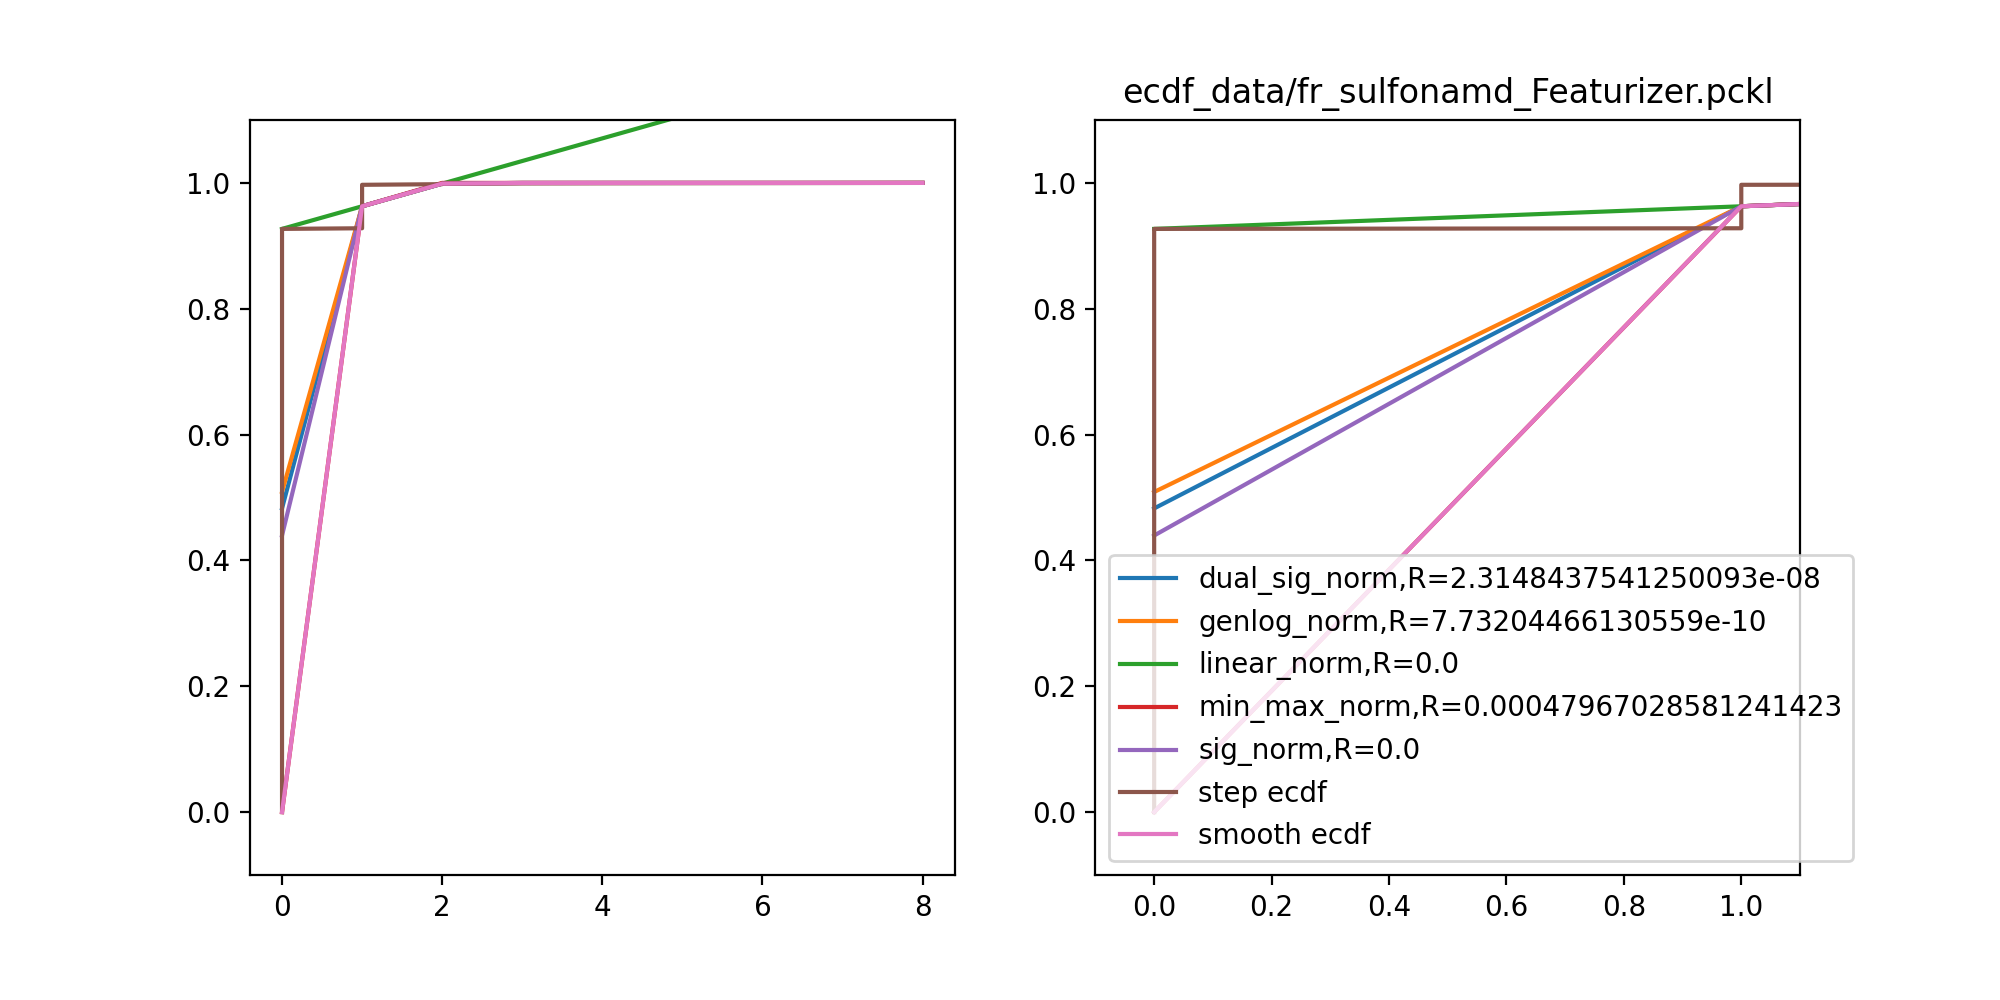 ecdf_data/fr_sulfonamd_Featurizer.pckl
1.0
0.8
0.6
0.4
0.2
0.0
0 2 4 6 8
1.0
0.8
0.6
0.4
0.2
0.0
0.0 0.2 0.4 0.6 0.8 1.0
dual_sig_norm,R=2.3148437541250093e-08
genlog_norm,R=7.73204466130559e-10
linear_norm,R=0.0
min_max_norm,R=0.00047967028581241423
sig_norm,R=0.0
step ecdf
smooth ecdf